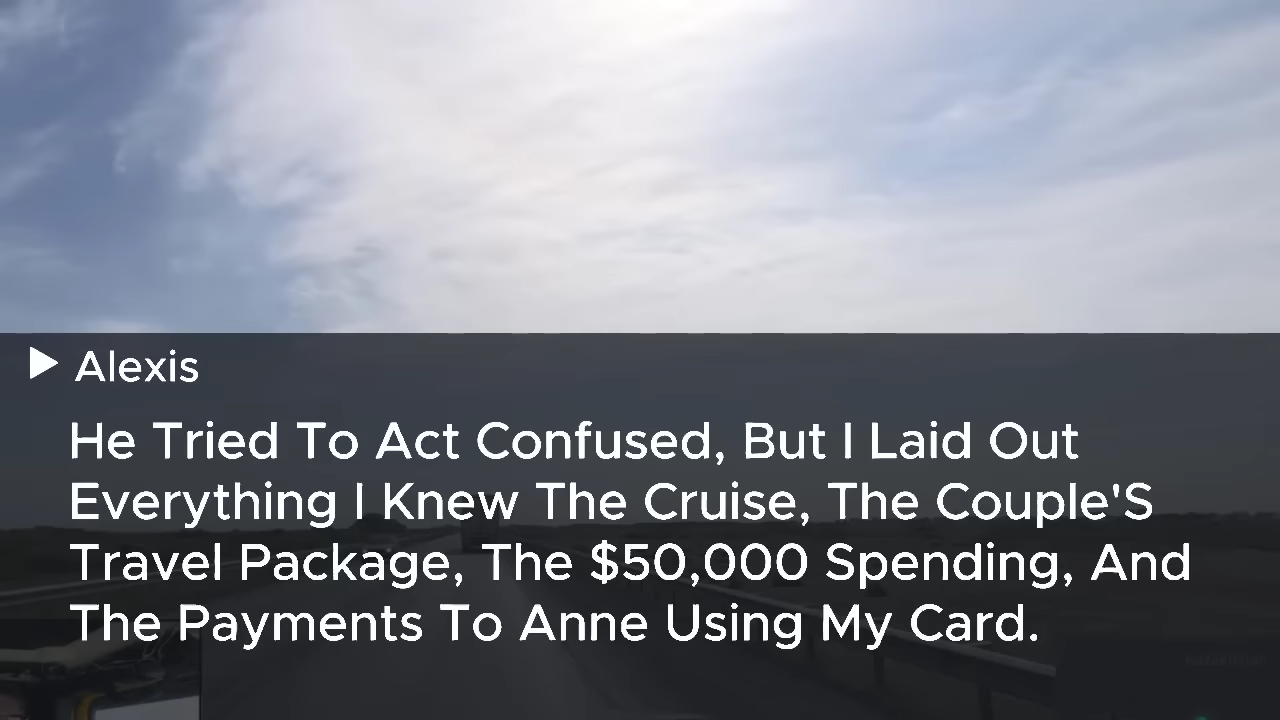 Alexis
He Tried To Act Confused, But I Laid Out
Everything I Knew The Cruise, The Couple'S
Travel Package, The $50,000 Spending, And
The Payments To Anne Using My Card.